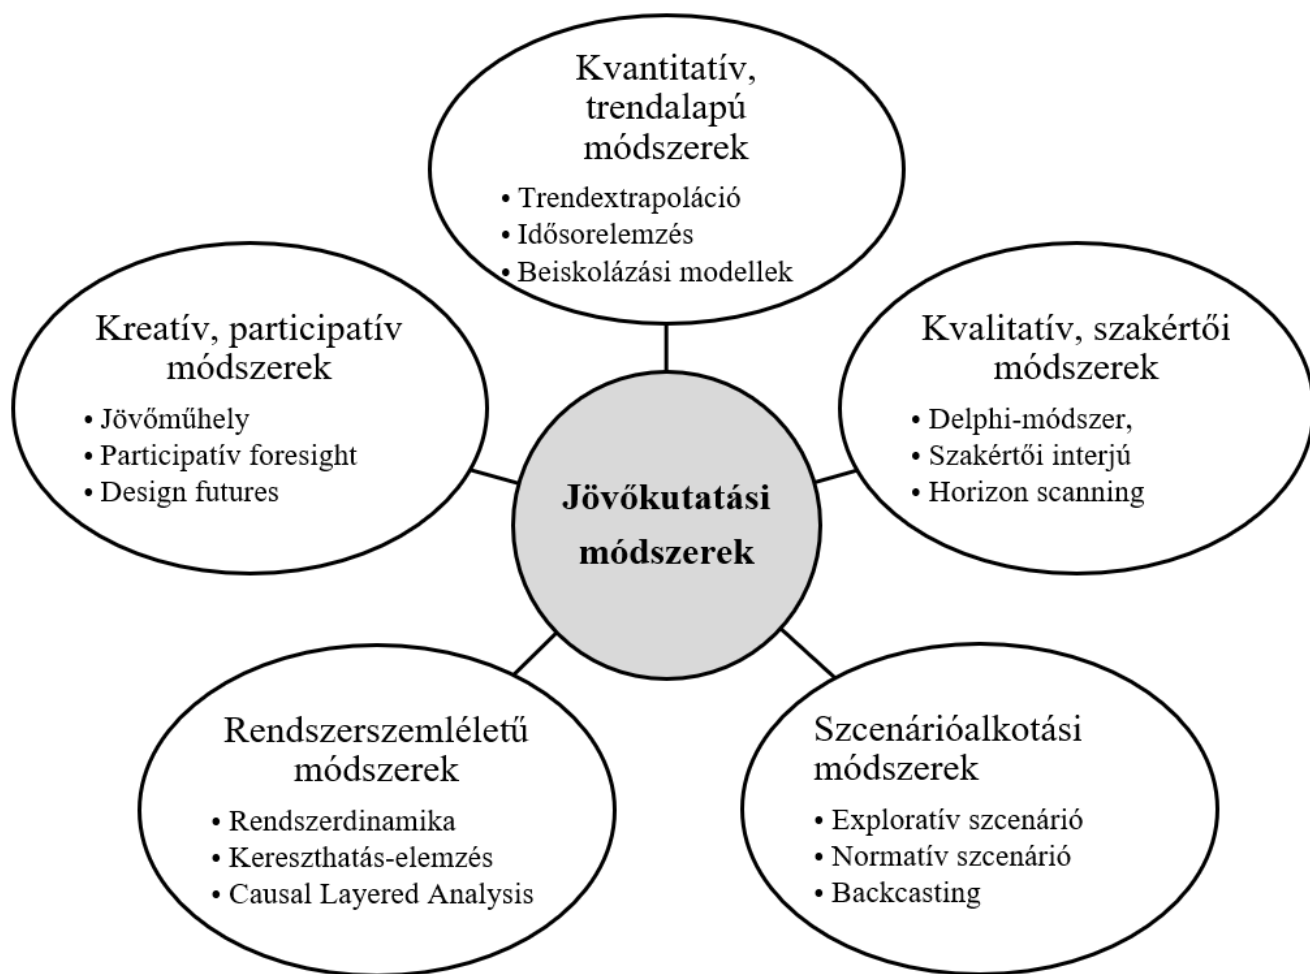 Kvantitatív,
trendalapú
módszerek
• Trendextrapoláció
• Idősorelemzés
• Beiskolázási modellek
Kreatív, participatív
módszerek
• Jövőműhely
• Participatív foresight
• Design futures
Kvalitatív, szakértői
módszerek
• Delphi-módszer,
• Szakértői interjú
• Horizon scanning
Jövőkutatási
módszerek
Rendszerszemléletű
módszerek
• Rendszerdinamika
• Kereszthatás-elemzés
• Causal Layered Analysis
Szcenárióalkotási
módszerek
• Exploratív szcenárió
• Normatív szcenárió
• Backcasting